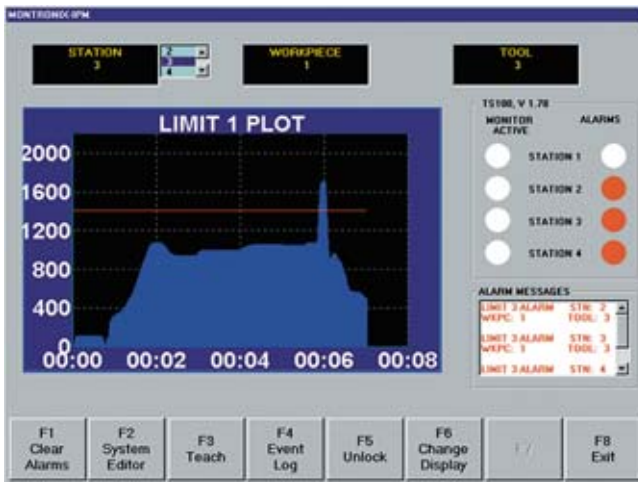 MONTRONIX-IPM
STATION
3
2
3
4
WORKPIECE
1
TOOL
3
LIMIT 1 PLOT
2000
1600
1200
800
400
0
00:00 00:02 00:04 00:06 00:08
TS100, V 1.78
MONITOR ACTIVE
ALARMS
STATION 1
STATION 2
STATION 3
STATION 4
ALARM MESSAGES
LIMIT 3 ALARM STN: 2
WKPC: 1 TOOL: 3
LIMIT 3 ALARM STN: 3
WKPC: 1 TOOL: 3
LIMIT 3 ALARM STN: 4
F1 Clear Alarms
F2 System Editor
F3 Teach
F4 Event Log
F5 Unlock
F6 Change Display
F7
F8 Exit